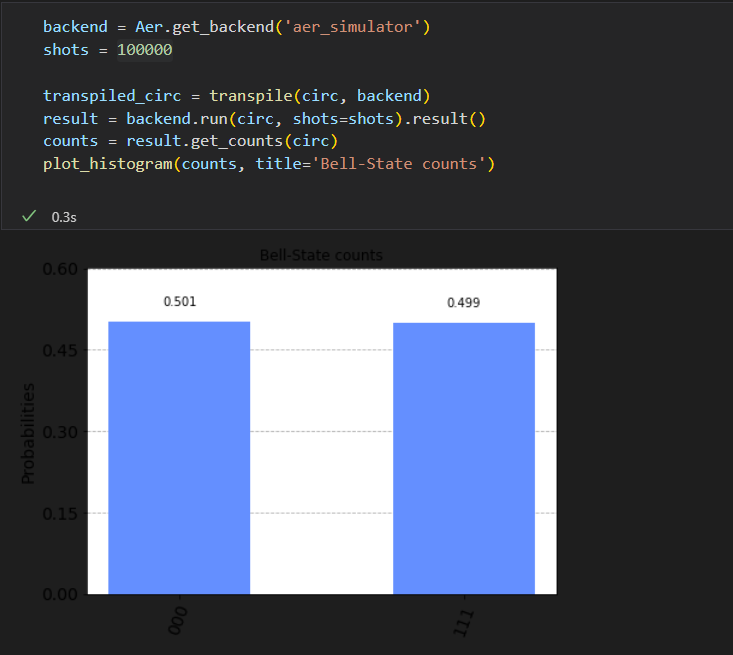 backend = Aer.get_backend('aer_simulator')
shots = 100000
transpiled_circ = transpile(circ, backend)
result = backend.run(circ, shots=shots).result()
counts = result.get_counts(circ)
plot_histogram(counts, title='Bell-State counts')
0.3s
Bell-State counts
0.60
0.45
0.30
0.15
0.00
Probabilities
0.501
0.499
000
111